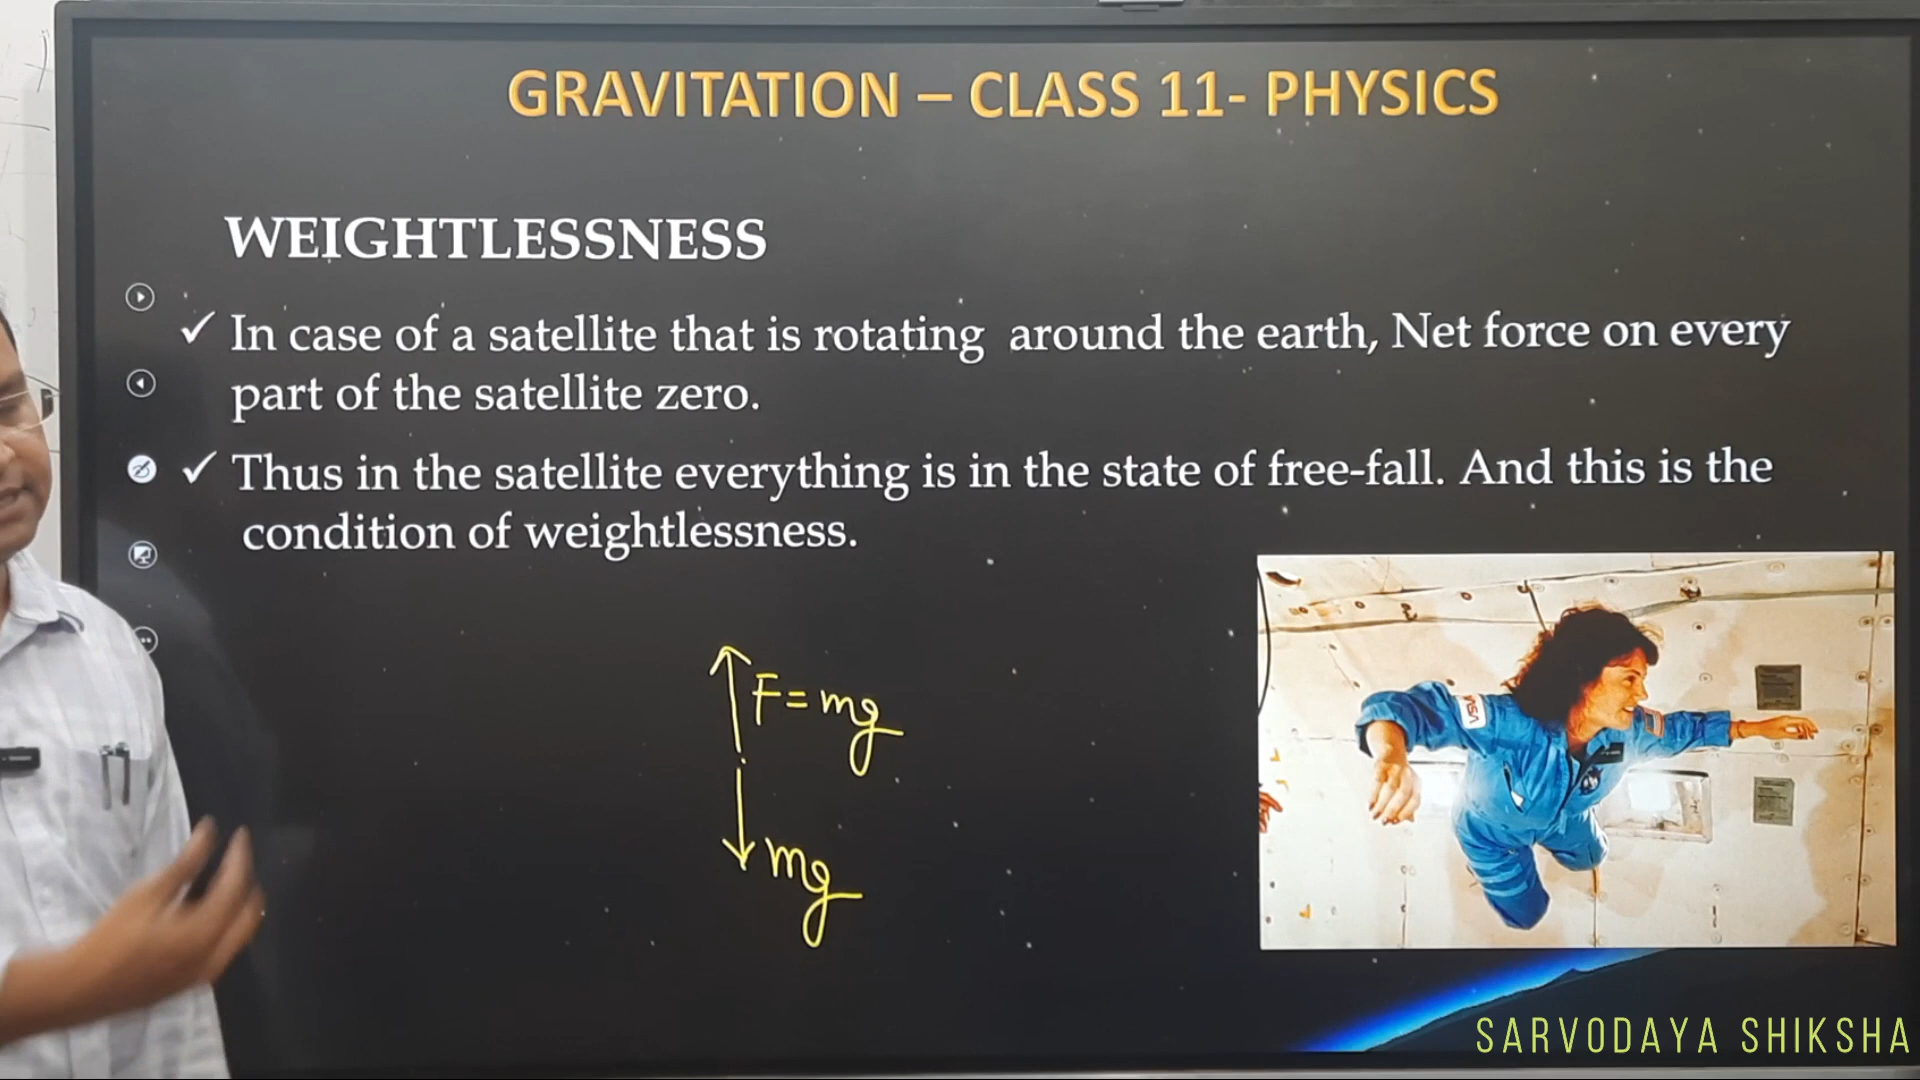 GRAVITATION – CLASS 11- PHYSICS
WEIGHTLESSNESS
✓ In case of a satellite that is rotating around the earth, Net force on every
part of the satellite zero.
✓ Thus in the satellite everything is in the state of free-fall. And this is the
condition of weightlessness.
F = mg
mg
NASA
SARVODAYA SHIKSHA